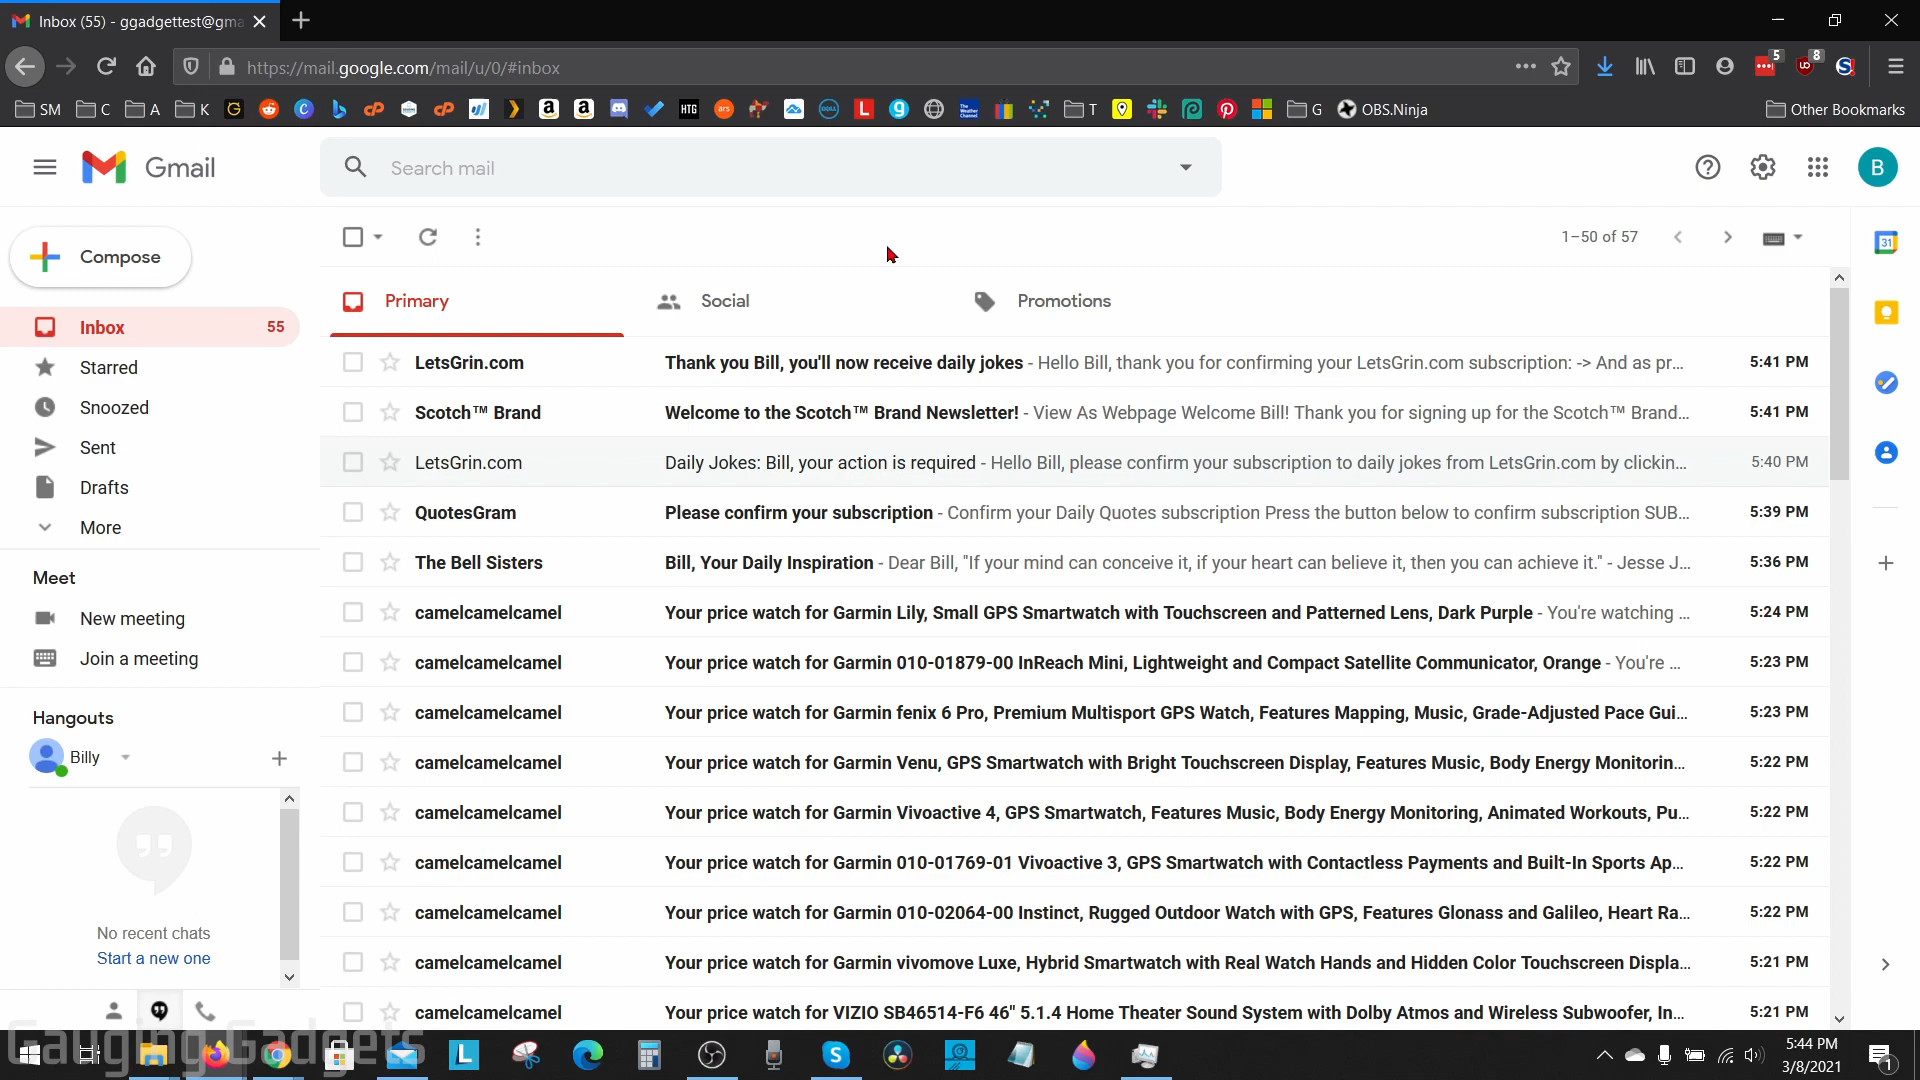 Inbox (55) - ggadgettest@gma
https://mail.google.com/mail/u/0/#inbox
5
8
SM
C
A
K
HTG
ars
T
G
OBS.Ninja
Other Bookmarks
Gmail
Search mail
B
Compose
1–50 of 57
31
Primary
Social
Promotions
Inbox 55
Starred
Snoozed
Sent
Drafts
More
Meet
New meeting
Join a meeting
Hangouts
Billy
No recent chats
Start a new one
LetsGrin.com Thank you Bill, you'll now receive daily jokes - Hello Bill, thank you for confirming your LetsGrin.com subscription: -> And as pr... 5:41 PM
Scotch™ Brand Welcome to the Scotch™ Brand Newsletter! - View As Webpage Welcome Bill! Thank you for signing up for the Scotch™ Brand... 5:41 PM
LetsGrin.com Daily Jokes: Bill, your action is required - Hello Bill, please confirm your subscription to daily jokes from LetsGrin.com by clickin... 5:40 PM
QuotesGram Please confirm your subscription - Confirm your Daily Quotes subscription Press the button below to confirm subscription SUB... 5:39 PM
The Bell Sisters Bill, Your Daily Inspiration - Dear Bill, "If your mind can conceive it, if your heart can believe it, then you can achieve it." - Jesse J... 5:36 PM
camelcamelcamel Your price watch for Garmin Lily, Small GPS Smartwatch with Touchscreen and Patterned Lens, Dark Purple - You're watching ... 5:24 PM
camelcamelcamel Your price watch for Garmin 010-01879-00 InReach Mini, Lightweight and Compact Satellite Communicator, Orange - You're ... 5:23 PM
camelcamelcamel Your price watch for Garmin fenix 6 Pro, Premium Multisport GPS Watch, Features Mapping, Music, Grade-Adjusted Pace Gui... 5:23 PM
camelcamelcamel Your price watch for Garmin Venu, GPS Smartwatch with Bright Touchscreen Display, Features Music, Body Energy Monitorin... 5:22 PM
camelcamelcamel Your price watch for Garmin Vivoactive 4, GPS Smartwatch, Features Music, Body Energy Monitoring, Animated Workouts, Pu... 5:22 PM
camelcamelcamel Your price watch for Garmin 010-01769-01 Vivoactive 3, GPS Smartwatch with Contactless Payments and Built-In Sports Ap... 5:22 PM
camelcamelcamel Your price watch for Garmin 010-02064-00 Instinct, Rugged Outdoor Watch with GPS, Features Glonass and Galileo, Heart Ra... 5:22 PM
camelcamelcamel Your price watch for Garmin vivomove Luxe, Hybrid Smartwatch with Real Watch Hands and Hidden Color Touchscreen Displa... 5:21 PM
camelcamelcamel Your price watch for VIZIO SB46514-F6 46" 5.1.4 Home Theater Sound System with Dolby Atmos and Wireless Subwoofer, In... 5:21 PM
Gauging Gadgets
5:44 PM
3/8/2021
1